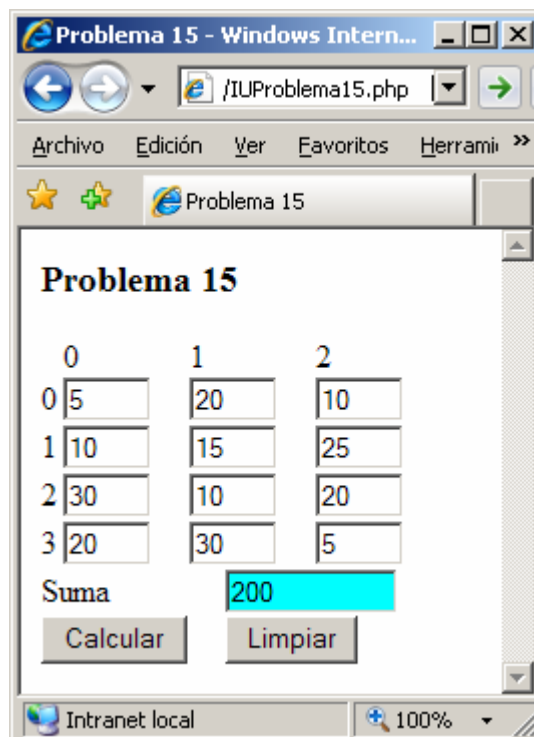 Problema 15 - Windows Intern...
/IUProblema15.php
Archivo Edición Ver Favoritos Herrami »
Problema 15
Problema 15
0 1 2
0 5 20 10
1 10 15 25
2 30 10 20
3 20 30 5
Suma 200
Calcular Limpiar
Intranet local 100%